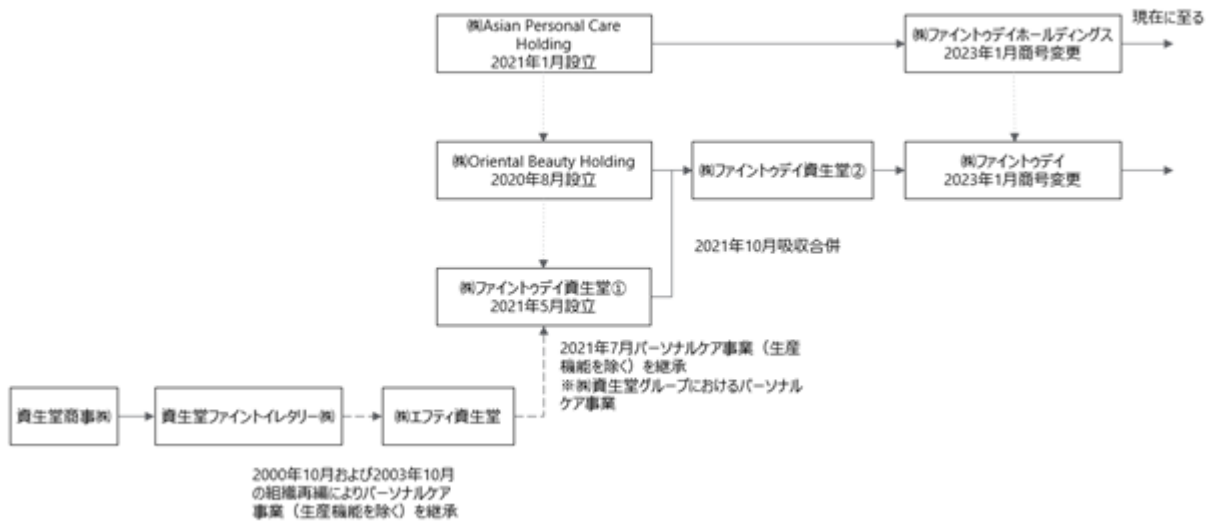 ㈱Asian Personal Care
Holding
2021年1月設立
㈱ファイントゥデイホールディングス
2023年1月商号変更
現在に至る
㈱Oriental Beauty Holding
2020年8月設立
㈱ファイントゥデイ資生堂②
㈱ファイントゥデイ
2023年1月商号変更
2021年10月吸収合併
㈱ファイントゥデイ資生堂①
2021年5月設立
2021年7月パーソナルケア事業（生産
機能を除く）を継承
※㈱資生堂グループにおけるパーソナル
ケア事業
資生堂商事㈱
資生堂ファイントイレタリー㈱
㈱エフティ資生堂
2000年10月および2003年10月
の組織再編によりパーソナルケア
事業（生産機能を除く）を継承